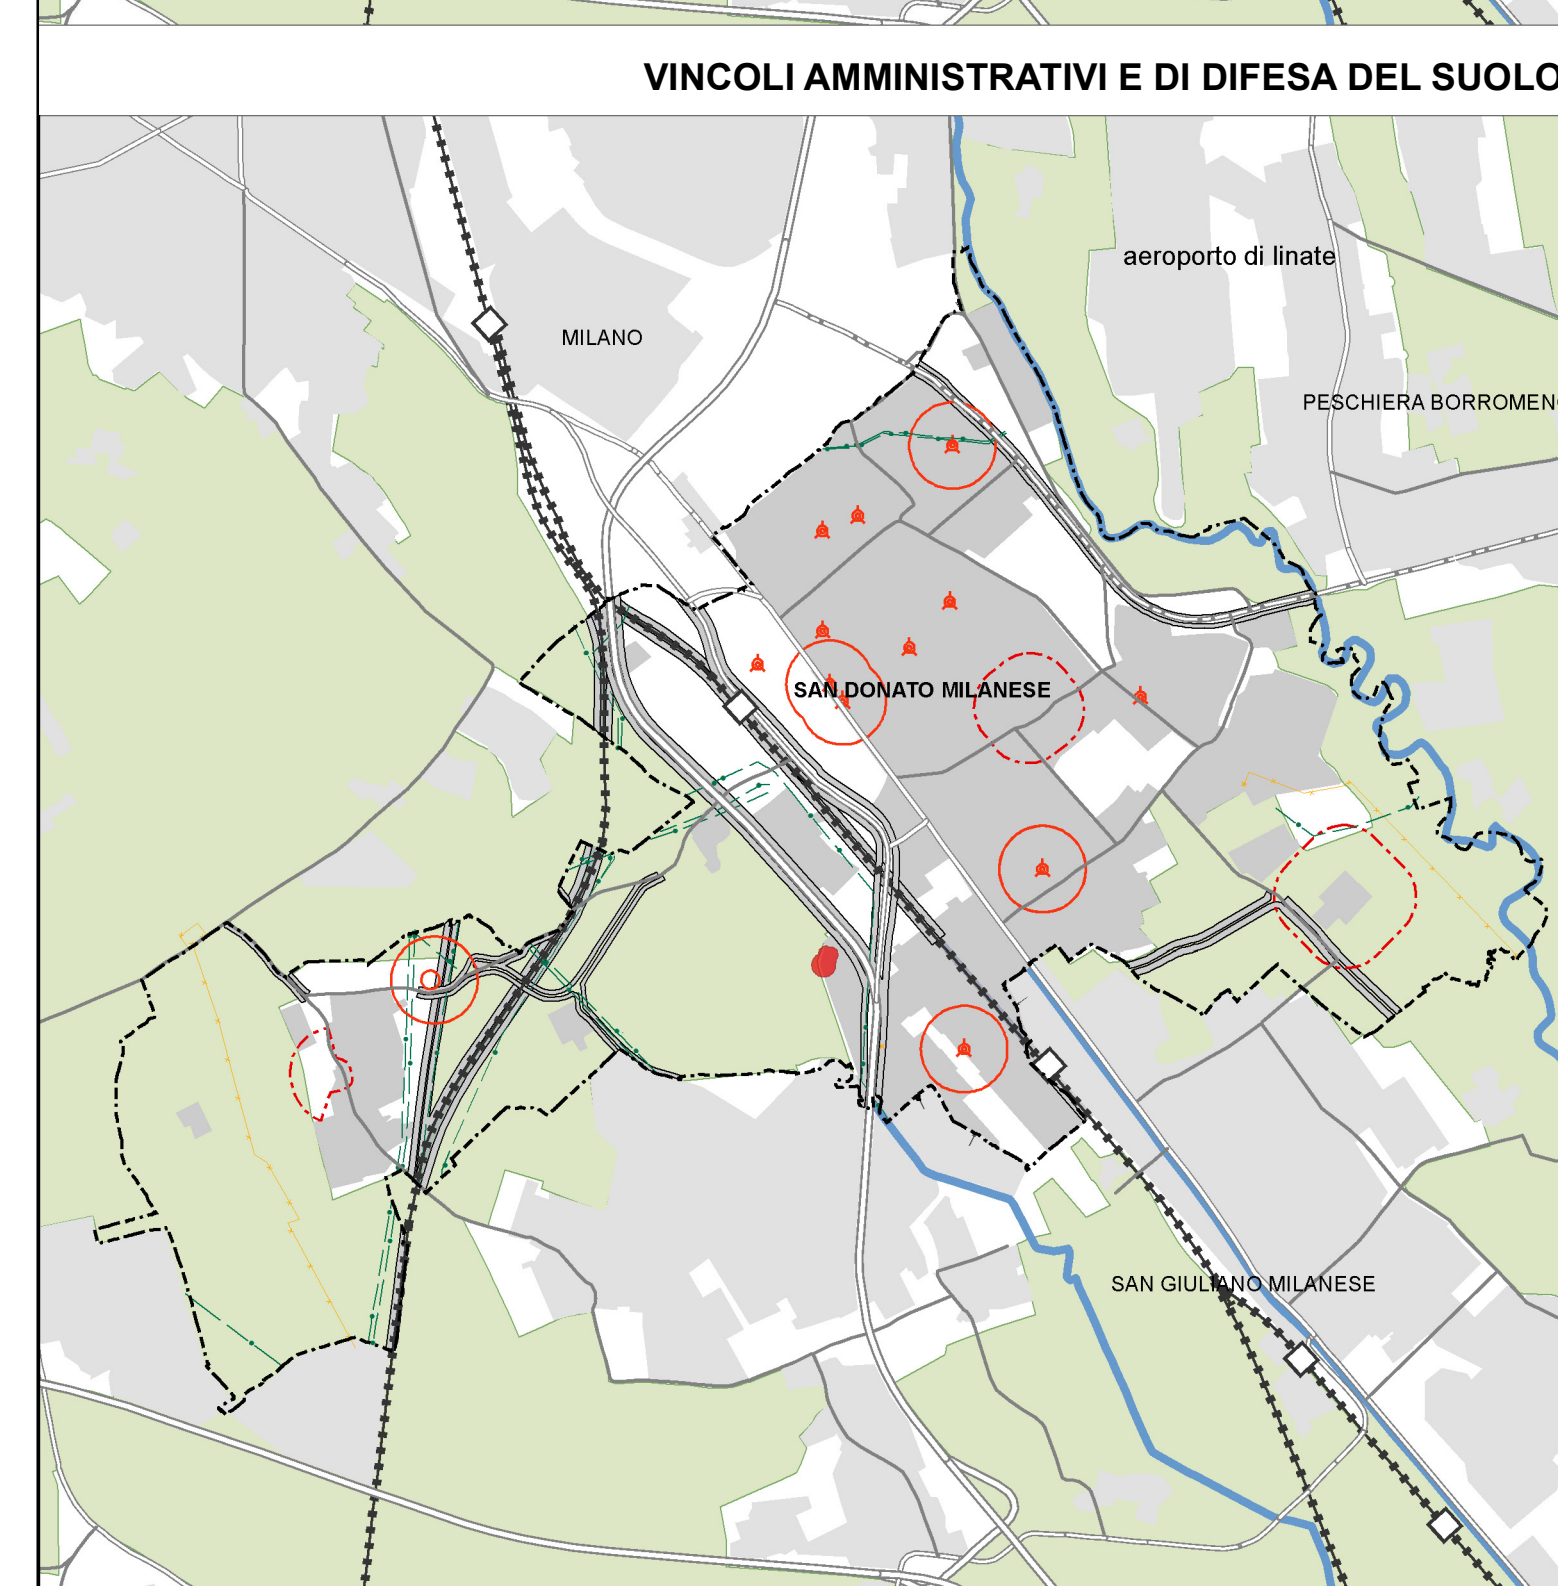 VINCOLI AMMINISTRATIVI E DI DIFESA DEL SUOLO
aeroporto di linate
MILANO
PESCHIERA BORROMEN
SAN DONATO MILANESE
SAN GIULIANO MILANESE